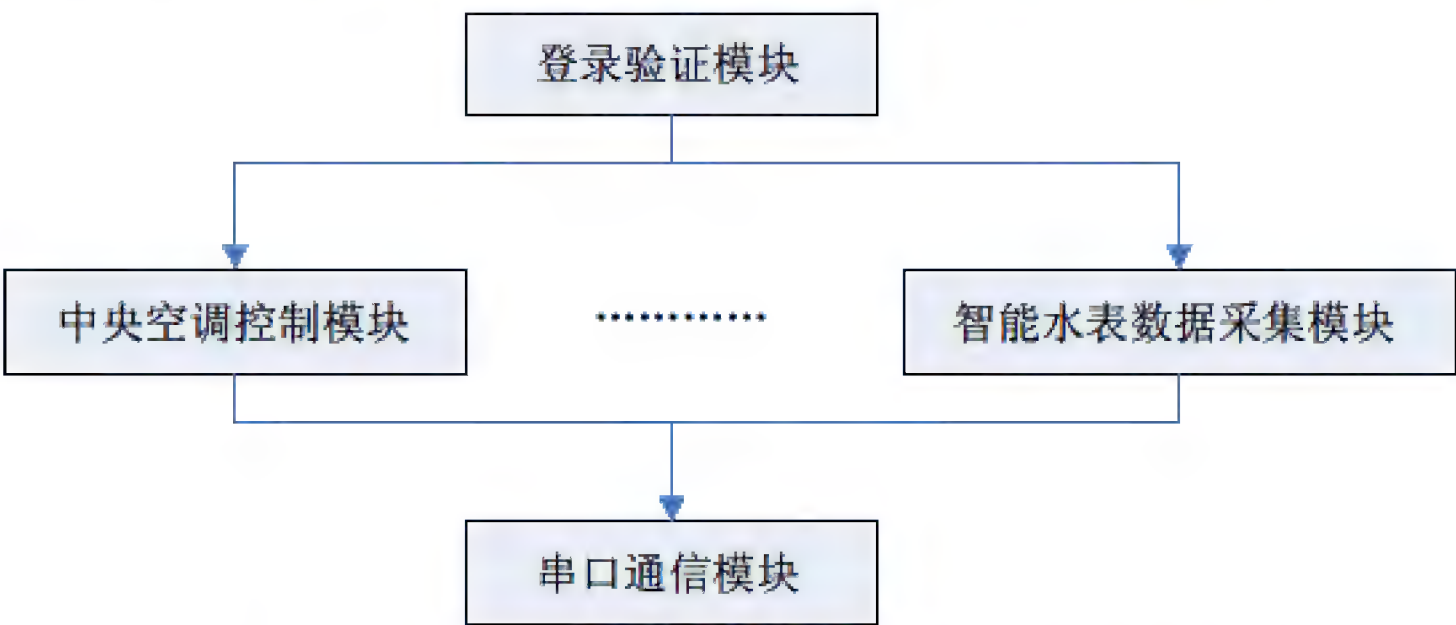 登录验证模块
中央空调控制模块
…………
智能水表数据采集模块
串口通信模块